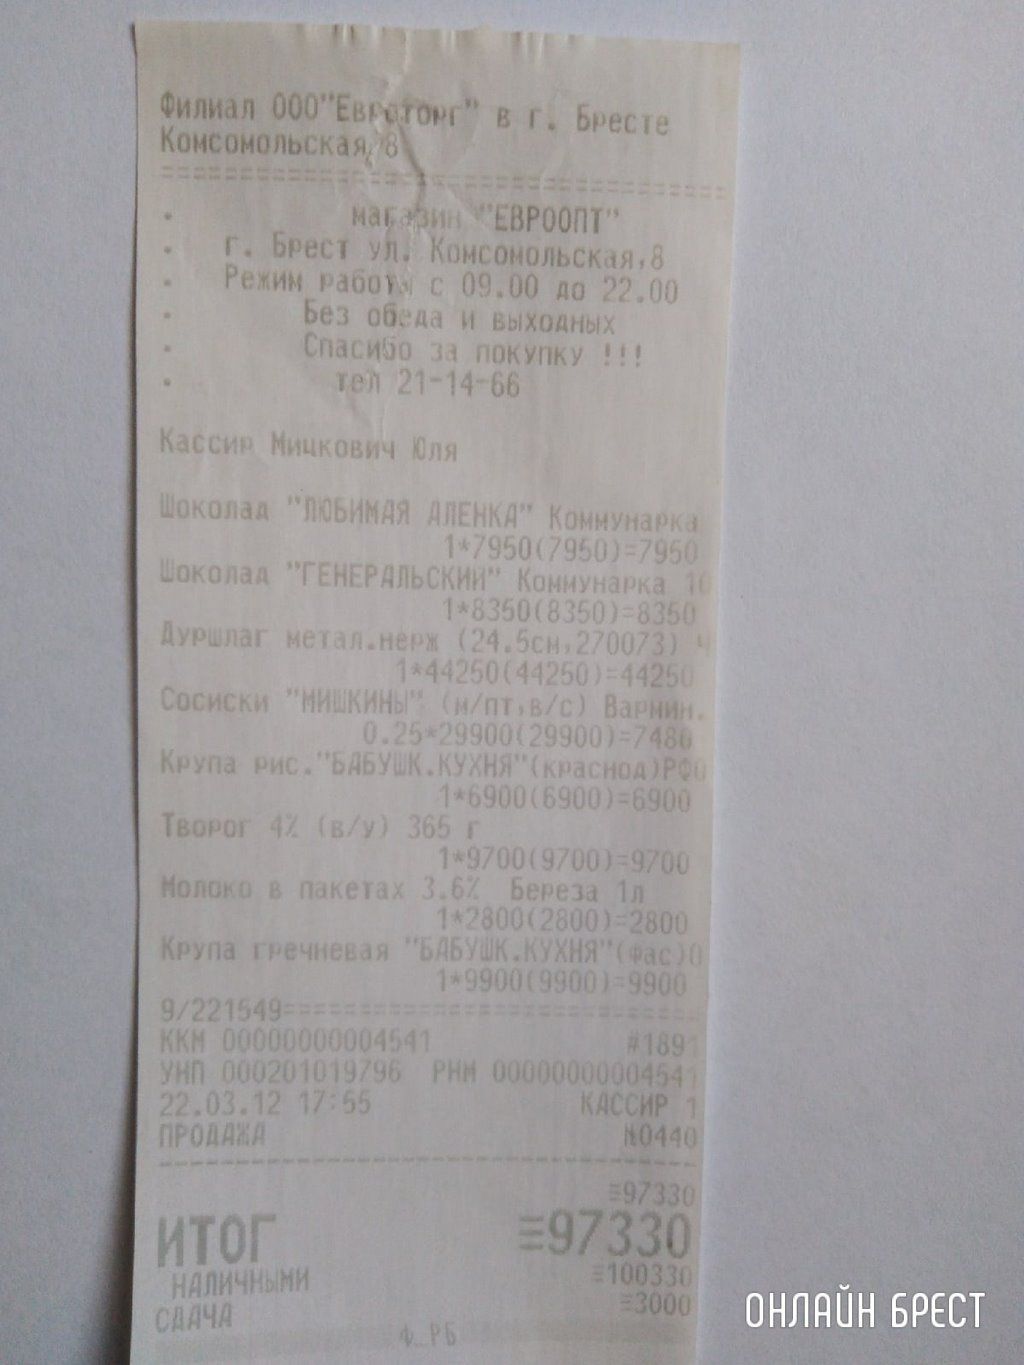 Филиал ООО"Евроторг" в г. Бресте
Комсомольская,8
магазин "ЕВРООПТ"
г. Брест ул. Комсомольская,8
Режим работы с 09.00 до 22.00
Без обеда и выходных
Спасибо за покупку !!!
тел 21-14-66
Кассир Мицкович Юля
Шоколад "ЛЮБИМАЯ АЛЕНКА" Коммунарка
1*7950(7950)=7950
Шоколад "ГЕНЕРАЛЬСКИЙ" Коммунарка 10
1*8350(8350)=8350
Дуршлаг метал.нерж (24.5см,270073) Ч
1*44250(44250)=44250
Сосиски "МИШКИНЫ" (м/пт,в/с) Вармин.
0.25*29900(29900)=7480
Крупа рис."БАБУШК.КУХНЯ"(краснод)РФ0
1*6900(6900)=6900
Творог 4% (в/у) 365 г
1*9700(9700)=9700
Молоко в пакетах 3.6% Береза 1л
1*2800(2800)=2800
Крупа гречневая "БАБУШК.КУХНЯ"(фас)0
1*9900(9900)=9900
9/221549==========================
ККМ 00000000004541 #1891
УНП 000201019796 РНМ 00000000004541
22.03.12 17:55 КАССИР 1
ПРОДАЖА №0440
≡97330
ИТОГ ≡97330
НАЛИЧНЫМИ ≡100330
СДАЧА ≡3000
Ф_РБ
ОНЛАЙН БРЕСТ